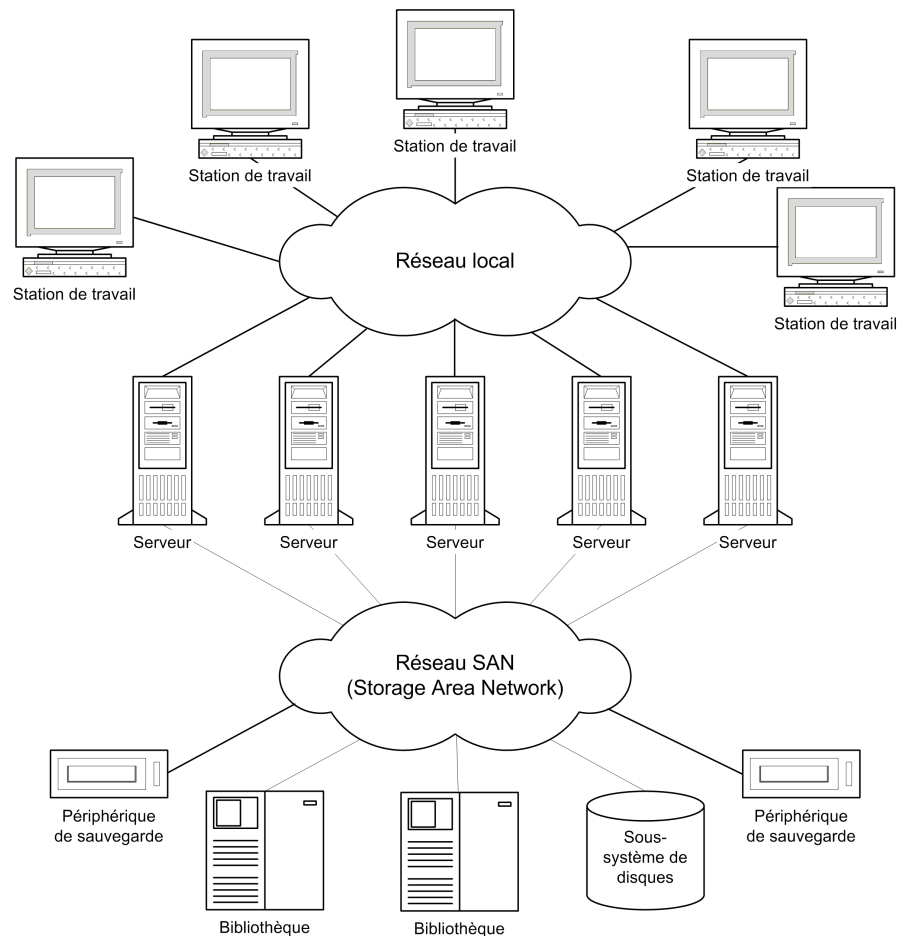 Station de travail
Station de travail
Station de travail
Station de travail
Station de travail
Réseau local
Serveur
Serveur
Serveur
Serveur
Serveur
Réseau SAN
(Storage Area Network)
Périphérique
de sauvegarde
Périphérique
de sauvegarde
Sous-
système de
disques
Bibliothèque
Bibliothèque